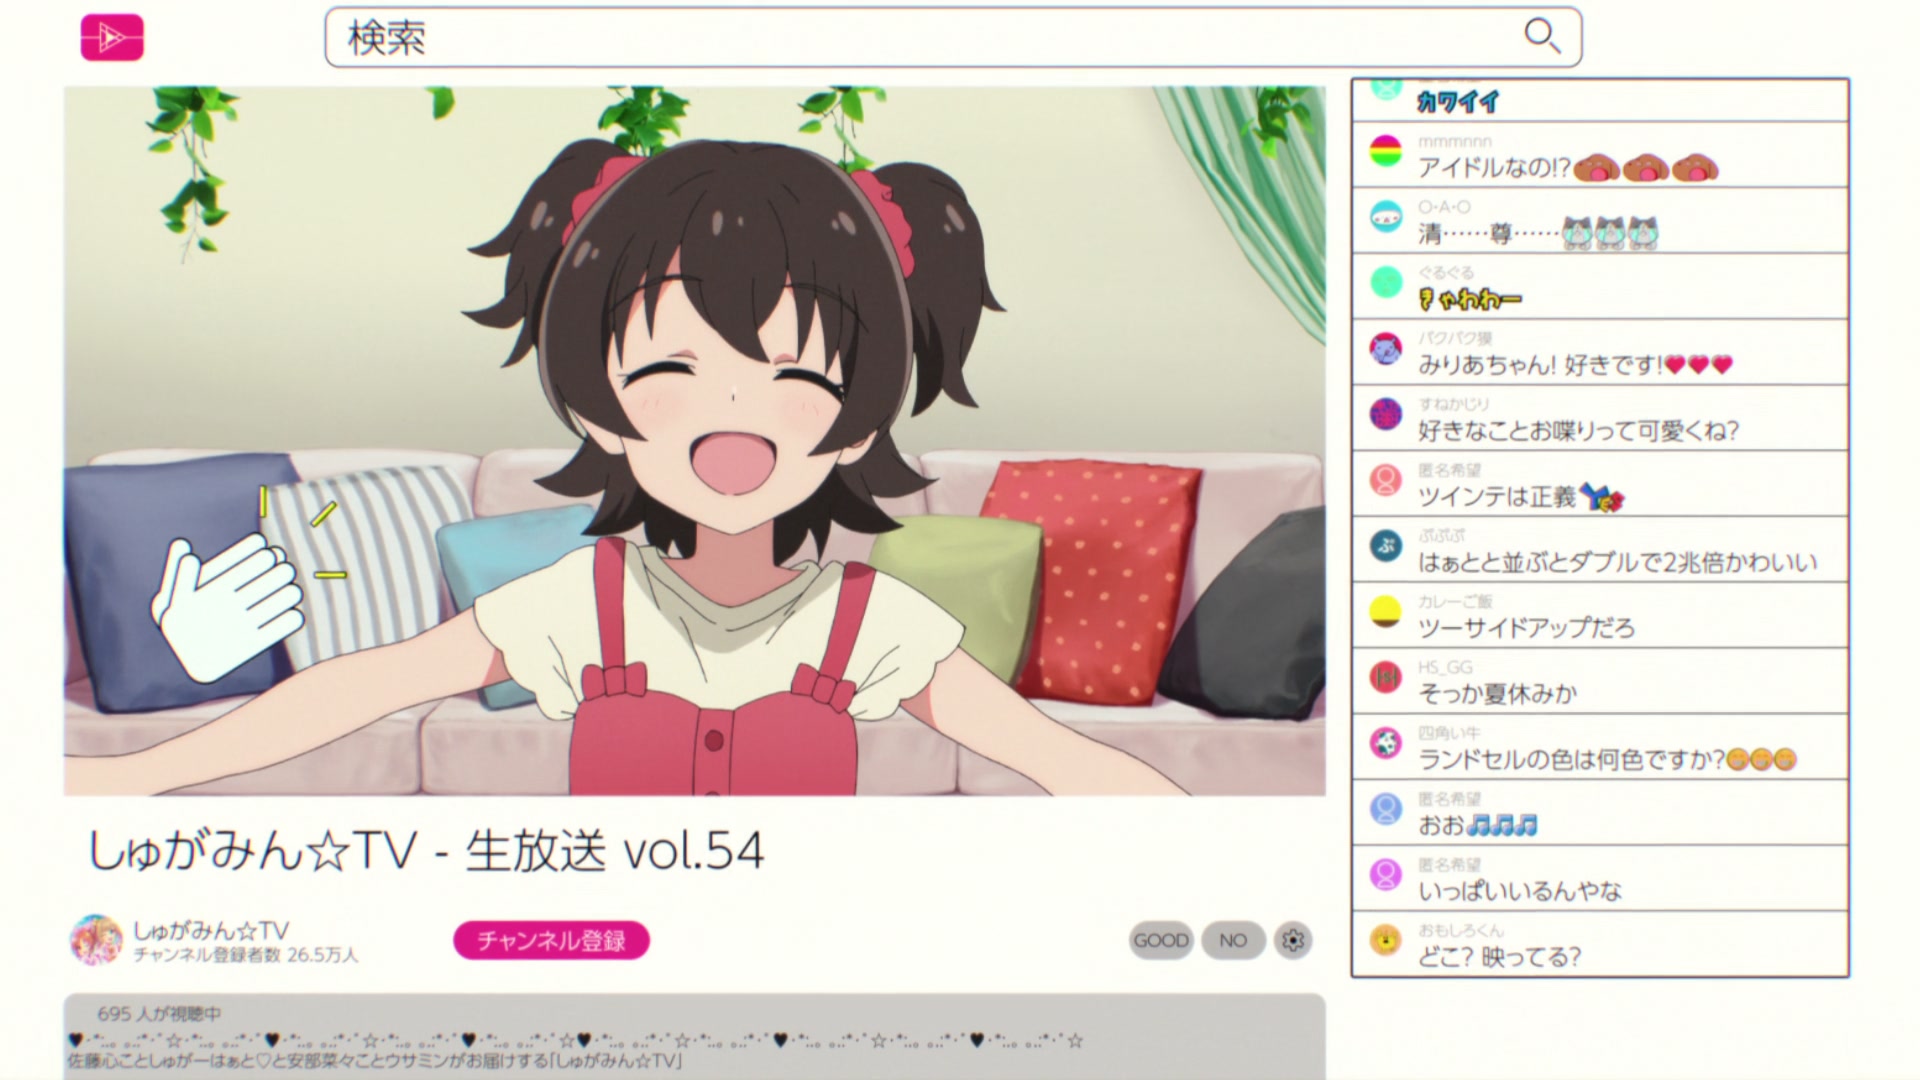 検索
カワイイ
mmmnnn
アイドルなの!?
O・A・O
清……尊……
ぐるぐる
きゃわわー
バクバク獏
みりあちゃん! 好きです!♥♥♥
すねかじり
好きなことお喋りって可愛くね?
匿名希望
ツインテは正義
ぷ
ぷぷぷ
はぁとと並ぶとダブルで2兆倍かわいい
カレーご飯
ツーサイドアップだろ
HS_GG
そっか夏休みか
四角い牛
ランドセルの色は何色ですか?
匿名希望
おお
匿名希望
いっぱいいるんやな
おもしろくん
どこ? 映ってる?
しゅがみん☆TV - 生放送 vol.54
しゅがみん☆TV
チャンネル登録者数 26.5万人
チャンネル登録
GOOD
NO
695 人が視聴中
佐藤心ことしゅがーはぁと♡と安部菜々ことウサミンがお届けする「しゅがみん☆TV」